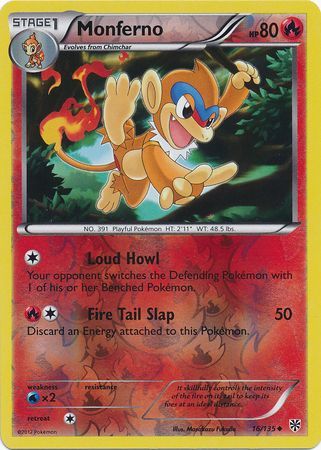 STAGE1
Monferno
HP80
Evolves from Chimchar
NO. 391 Playful Pokémon HT: 2'11" WT: 48.5 lbs.
Loud Howl
Your opponent switches the Defending Pokémon with
1 of his or her Benched Pokémon.
Fire Tail Slap 50
Discard an Energy attached to this Pokémon.
weakness
resistance
×2
retreat
It skillfully controls the intensity
of the fire on its tail to keep its
foes at an ideal distance.
©2012 Pokémon
Illus. Masakazu Fukuda
16/135